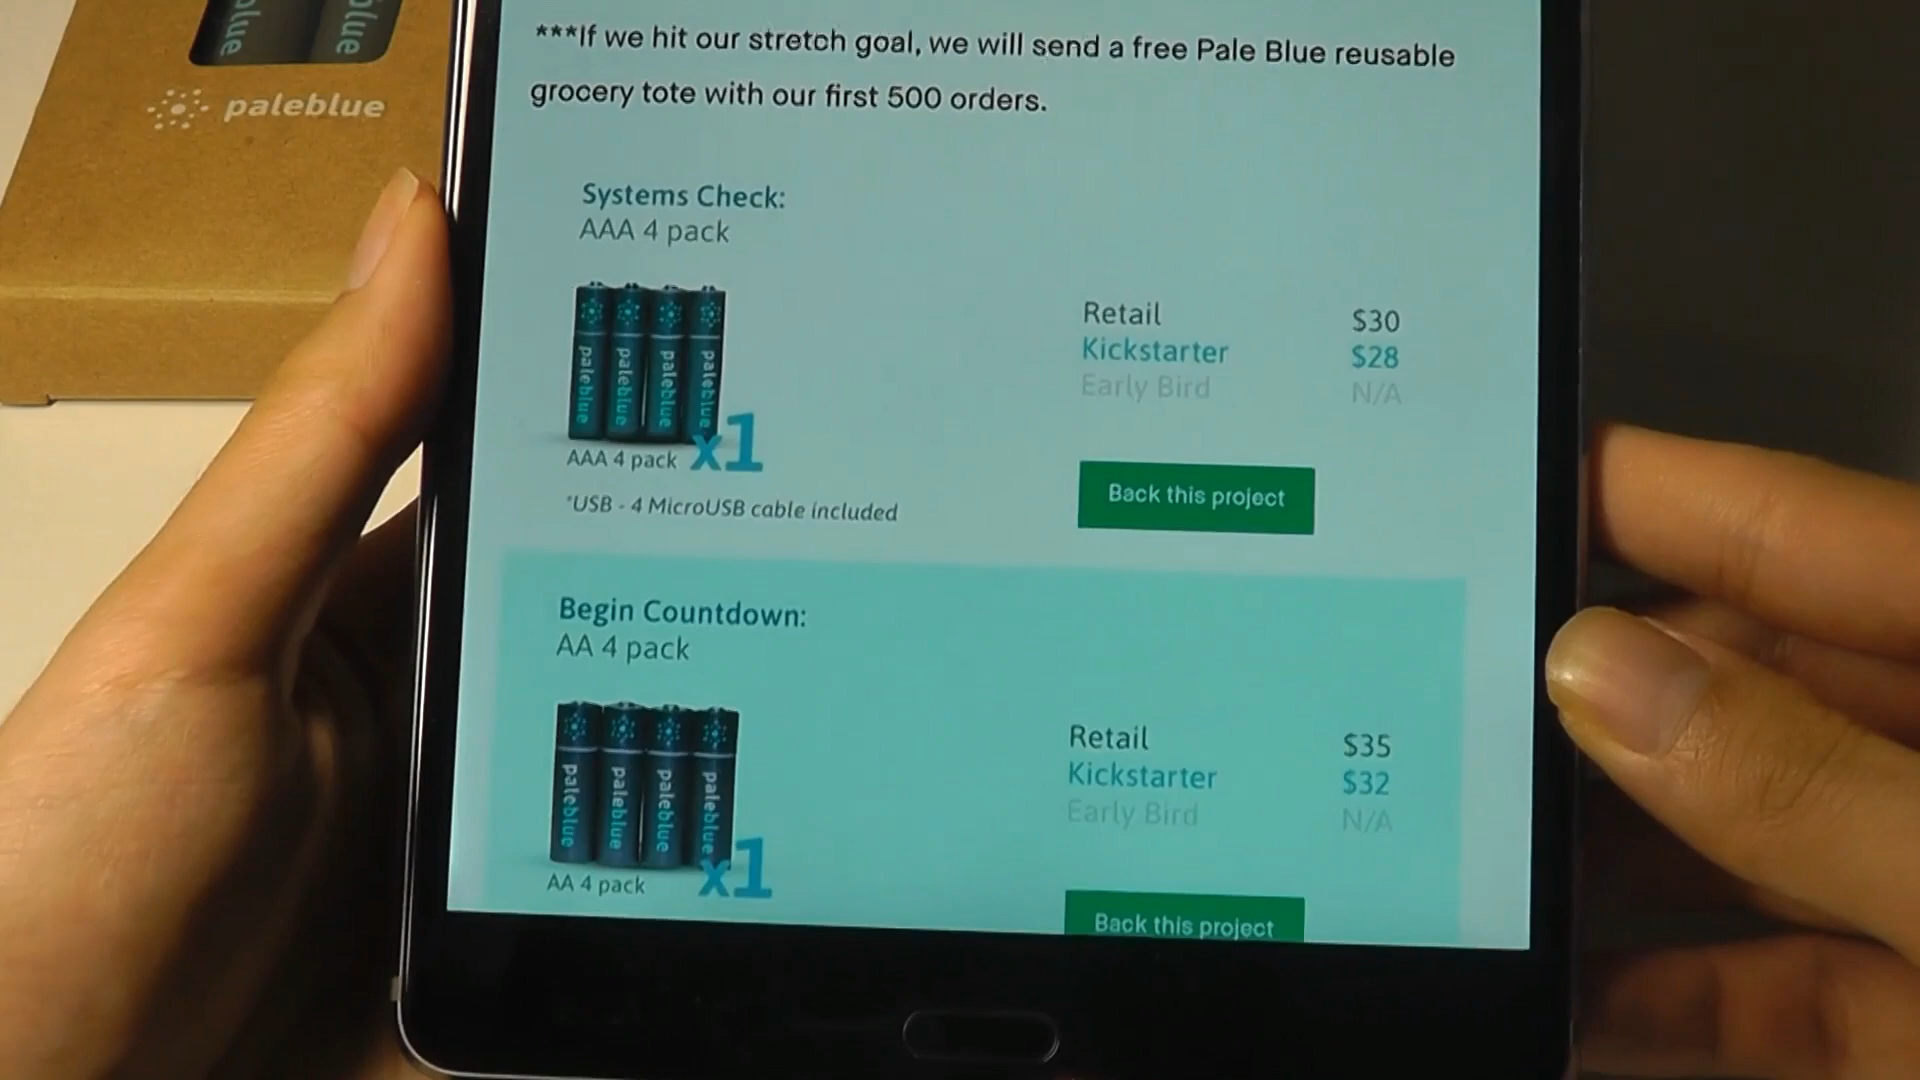 lue
lue
paleblue
***If we hit our stretch goal, we will send a free Pale Blue reusable
grocery tote with our first 500 orders.
Systems Check:
AAA 4 pack
paleblue
paleblue
paleblue
paleblue
x1
AAA 4 pack
*USB - 4 MicroUSB cable included
Retail $30
Kickstarter $28
Early Bird N/A
Back this project
Begin Countdown:
AA 4 pack
paleblue
paleblue
paleblue
paleblue
x1
AA 4 pack
Retail $35
Kickstarter $32
Early Bird N/A
Back this project